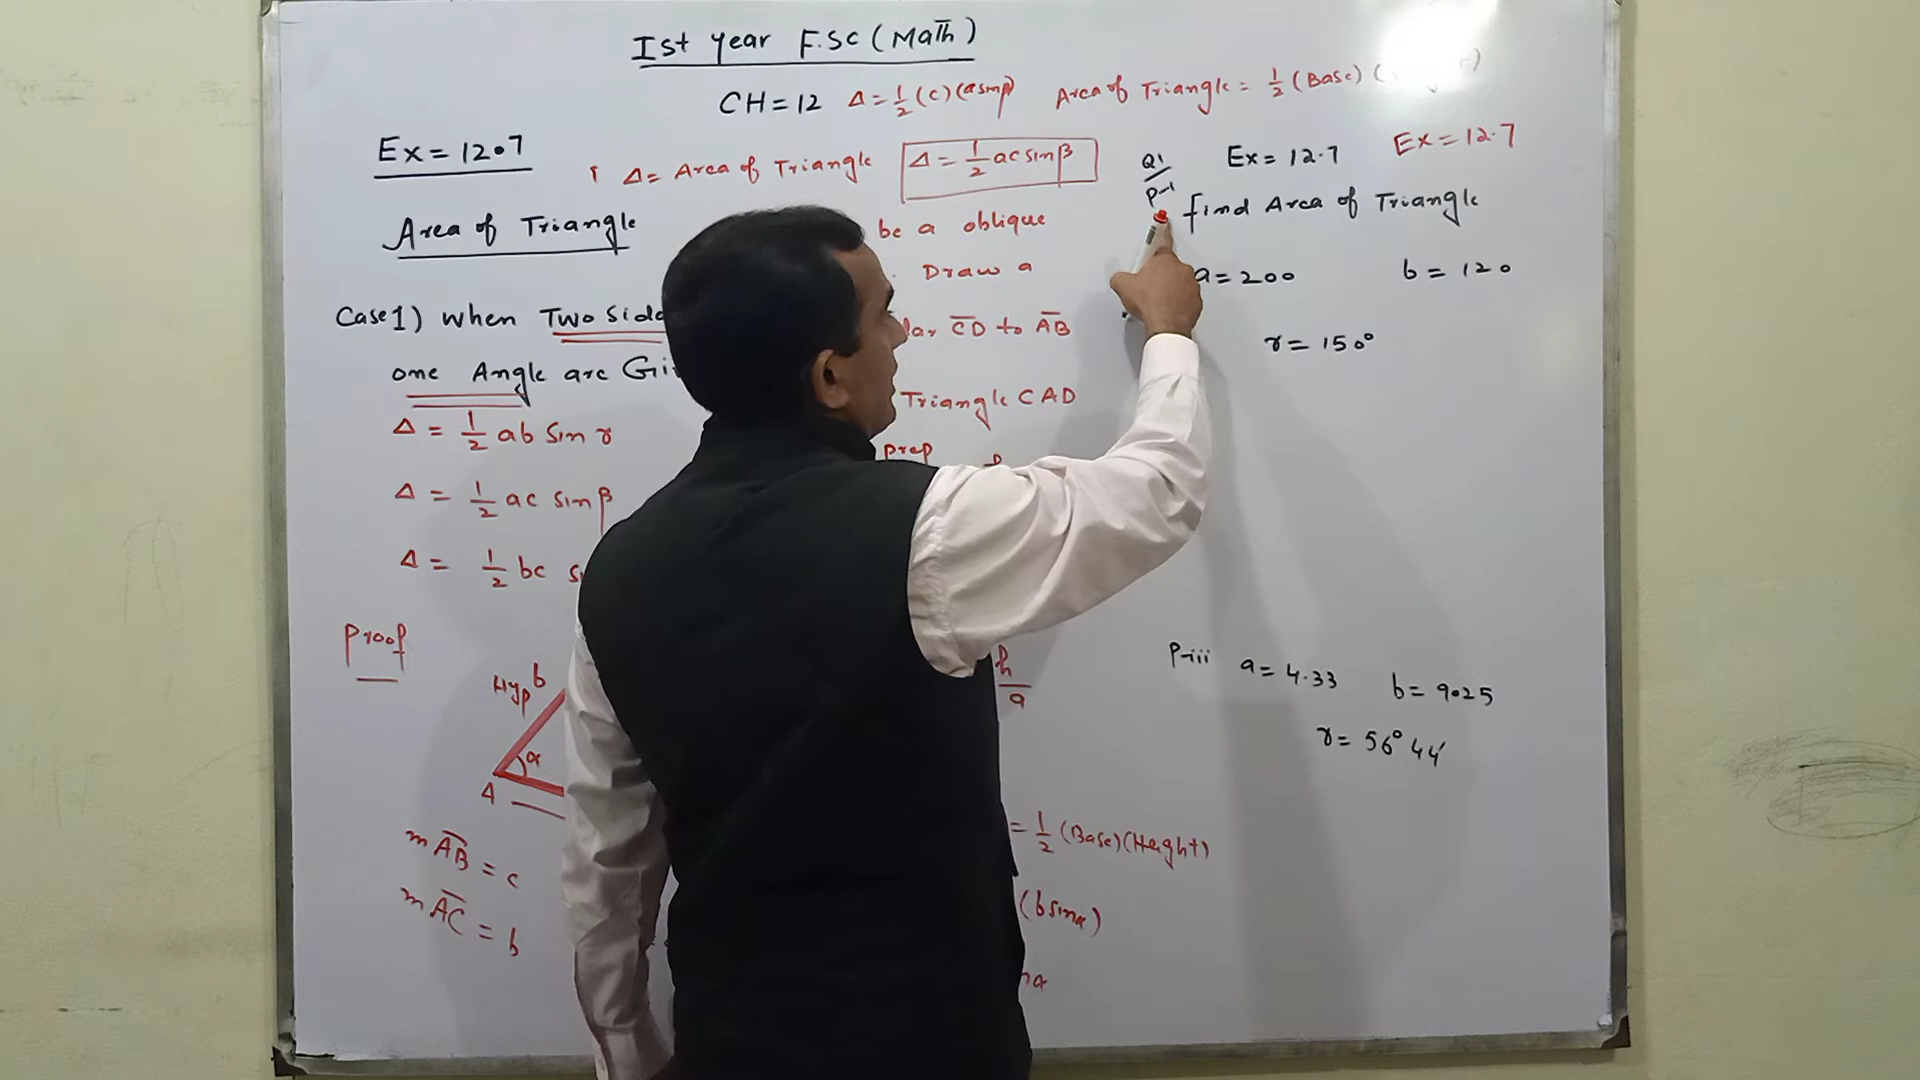 Ist year F.Sc (Math)
CH = 12
Δ = 1/2 (c)(a sinβ)
Area of Triangle = 1/2 (Base) (
Ex = 12.7
Δ = Area of Triangle
Δ = 1/2 ac sinβ
Area of Triangle
be a oblique
Draw a
Case 1) When Two Side
CD to AB
one Angle are Gi
Triangle CAD
Δ = 1/2 ab Sin γ
prep
Δ = 1/2 ac sin β
Δ = 1/2 bc s
Proof
Hyp b
α
A
h/a
mAB = c
mAC = b
= 1/2 (Base)(Height)
(b sinα)
Q1
P-1
Ex = 12.7
Ex = 12.7
find Area of Triangle
a = 200
b = 120
γ = 150°
P-iii
a = 4.33
b = 9.25
γ = 56° 44'